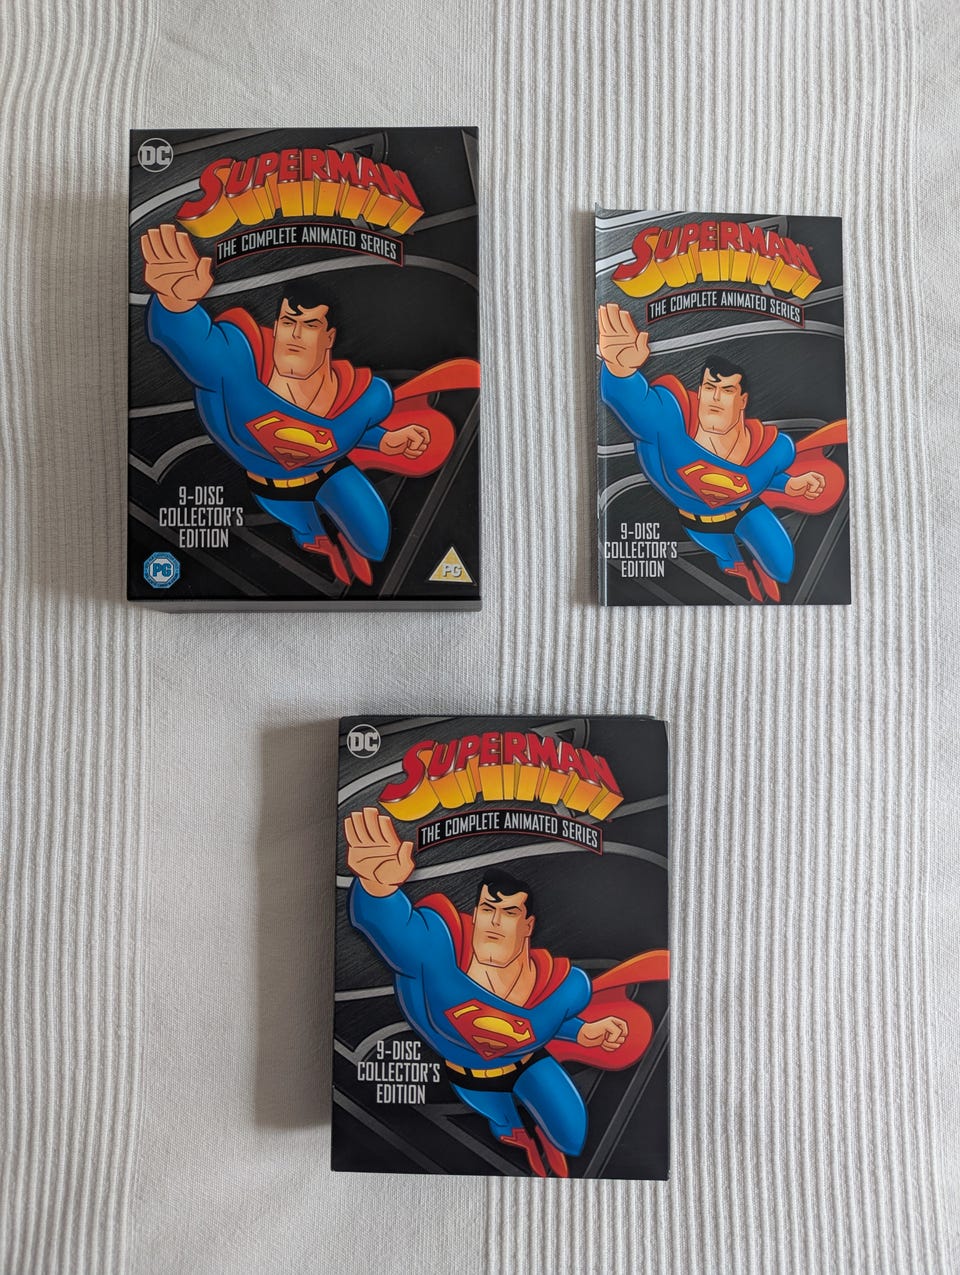 DC
SUPERMAN
THE COMPLETE ANIMATED SERIES
9-DISC
COLLECTOR'S
EDITION
PG
PG
SUPERMAN
THE COMPLETE ANIMATED SERIES
9-DISC
COLLECTOR'S
EDITION
DC
SUPERMAN
THE COMPLETE ANIMATED SERIES
9-DISC
COLLECTOR'S
EDITION